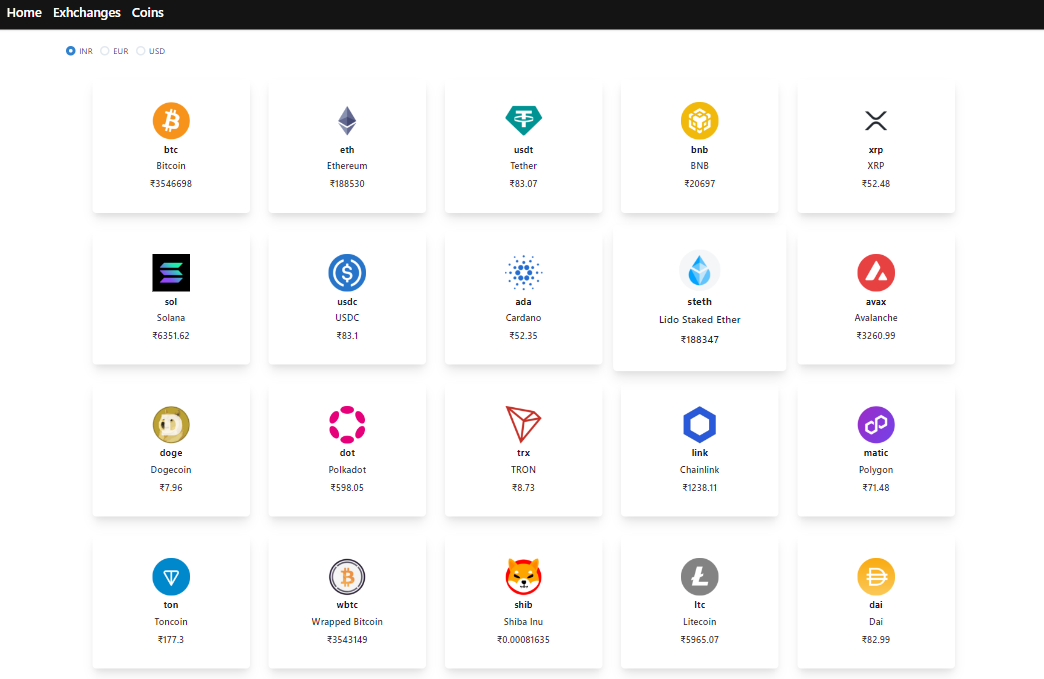 Home Exhchanges Coins
INR EUR USD
btc
Bitcoin
₹3546698
eth
Ethereum
₹188530
usdt
Tether
₹83.07
bnb
BNB
₹20697
xrp
XRP
₹52.48
sol
Solana
₹6351.62
usdc
USDC
₹83.1
ada
Cardano
₹52.35
steth
Lido Staked Ether
₹188347
avax
Avalanche
₹3260.99
doge
Dogecoin
₹7.96
dot
Polkadot
₹598.05
trx
TRON
₹8.73
link
Chainlink
₹1238.11
matic
Polygon
₹71.48
ton
Toncoin
₹177.3
wbtc
Wrapped Bitcoin
₹3543149
shib
Shiba Inu
₹0.00081635
ltc
Litecoin
₹5965.07
dai
Dai
₹82.99